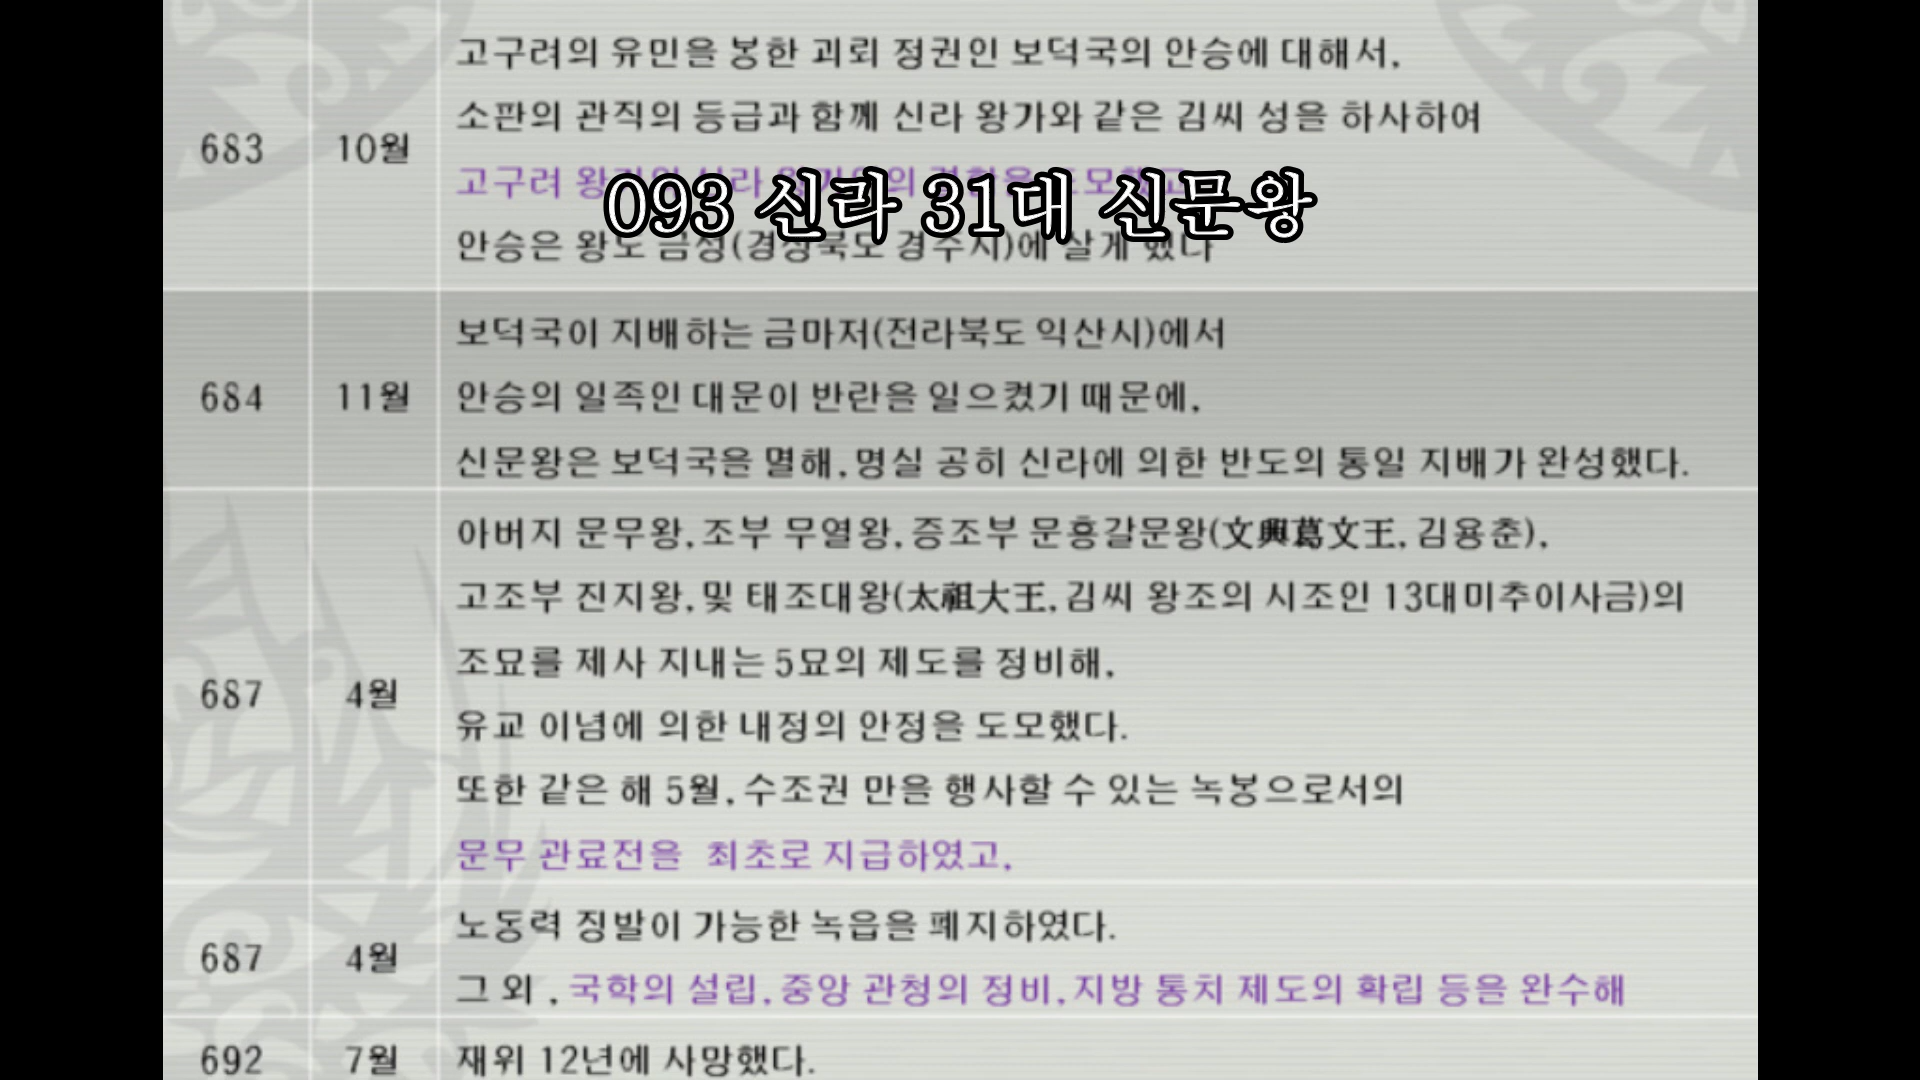 고구려의 유민을 봉한 괴뢰 정권인 보덕국의 안승에 대해서,
소판의 관직의 등급과 함께 신라 왕가와 같은 김씨 성을 하사하여
683 10월
고구려
093 신라 31대 신문왕
안승은 왕도 금성(경상북도 경주시)에 살게 했다
보덕국이 지배하는 금마저(전라북도 익산시)에서
684 11월 안승의 일족인 대문이 반란을 일으켰기 때문에,
신문왕은 보덕국을 멸해, 명실 공히 신라에 의한 반도의 통일 지배가 완성했다.
아버지 문무왕, 조부 무열왕, 증조부 문흥갈문왕(文興葛文王, 김용춘),
고조부 진지왕, 및 태조대왕(太祖大王, 김씨 왕조의 시조인 13대미추이사금)의
조묘를 제사 지내는 5묘의 제도를 정비해,
687 4월
유교 이념에 의한 내정의 안정을 도모했다.
또한 같은 해 5월, 수조권 만을 행사할 수 있는 녹봉으로서의
문무 관료전을 최초로 지급하였고,
노동력 징발이 가능한 녹읍을 폐지하였다.
687 4월
그 외 , 국학의 설립, 중앙 관청의 정비, 지방 통치 제도의 확립 등을 완수해
692 7월 재위 12년에 사망했다.